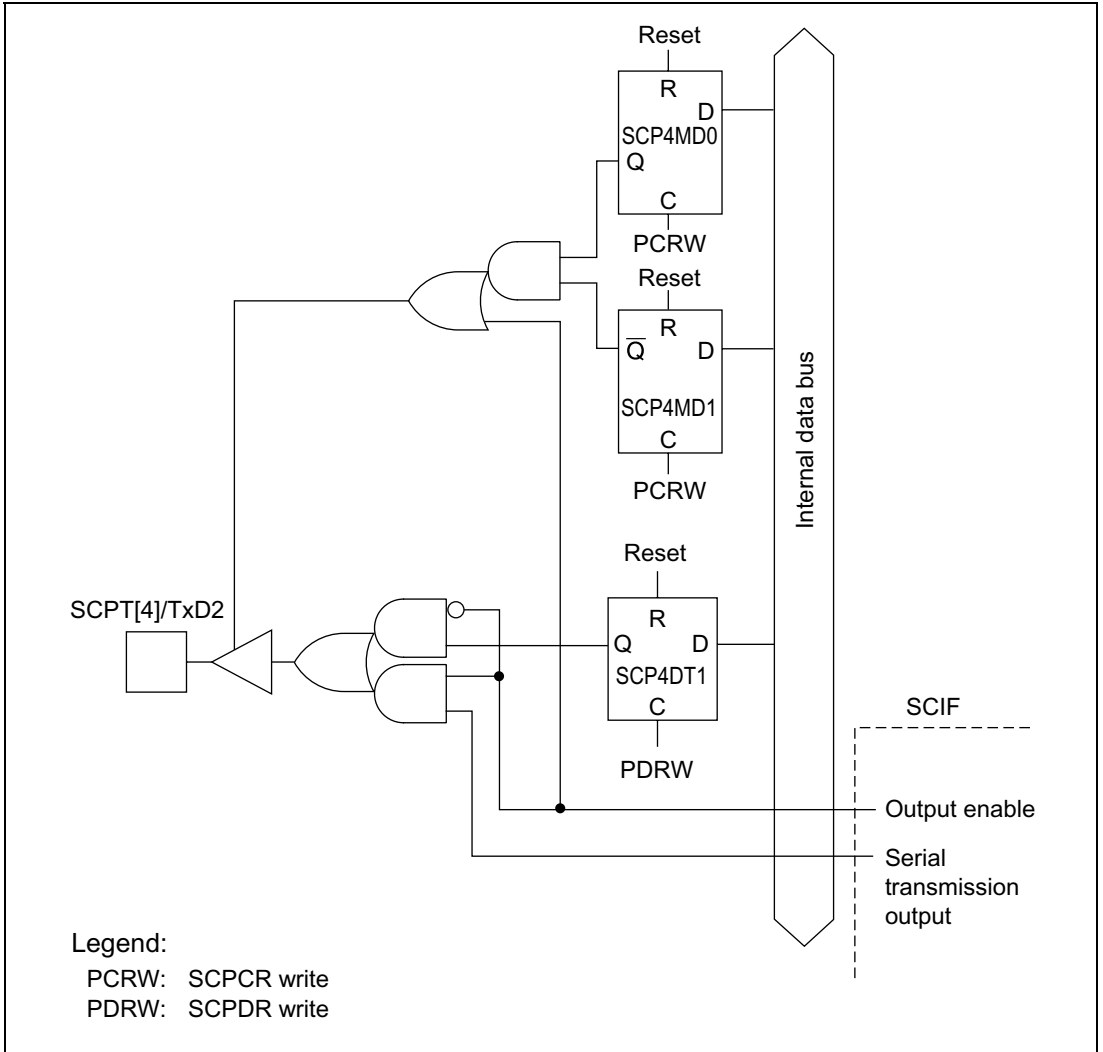 Reset
R
D
SCP4MD0
Q
C
PCRW
Reset
R
Q̅
D
SCP4MD1
C
PCRW
Internal data bus
Reset
SCPT[4]/TxD2
R
Q
D
SCP4DT1
C
PDRW
SCIF
Output enable
Serial
transmission
output
Legend:
PCRW: SCPCR write
PDRW: SCPDR write